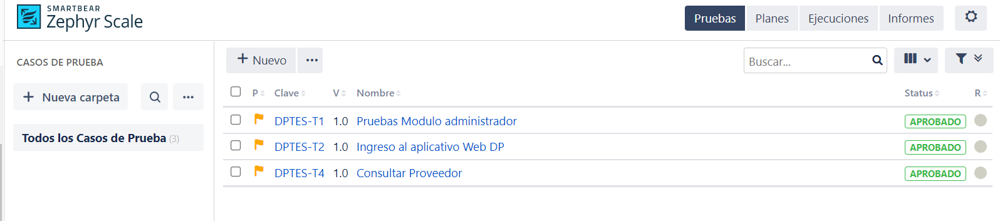 SMARTBEAR
Zephyr Scale
Pruebas Planes Ejecuciones Informes
CASOS DE PRUEBA
Nueva carpeta
Todos los Casos de Prueba (3)
Nuevo
Buscar...
P Clave V Nombre Status R
DPTES-T1 1.0 Pruebas Modulo administrador APROBADO
DPTES-T2 1.0 Ingreso al aplicativo Web DP APROBADO
DPTES-T4 1.0 Consultar Proveedor APROBADO